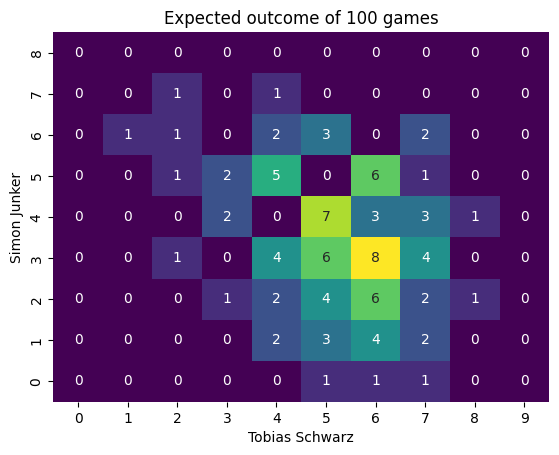 Expected outcome of 100 games
8 0 0 0 0 0 0 0 0 0 0
7 0 0 1 0 1 0 0 0 0 0
6 0 1 1 0 2 3 0 2 0 0
5 0 0 1 2 5 0 6 1 0 0
4 0 0 0 2 0 7 3 3 1 0
3 0 0 1 0 4 6 8 4 0 0
2 0 0 0 1 2 4 6 2 1 0
1 0 0 0 0 2 3 4 2 0 0
0 0 0 0 0 0 1 1 1 0 0
0 1 2 3 4 5 6 7 8 9
Simon Junker
Tobias Schwarz